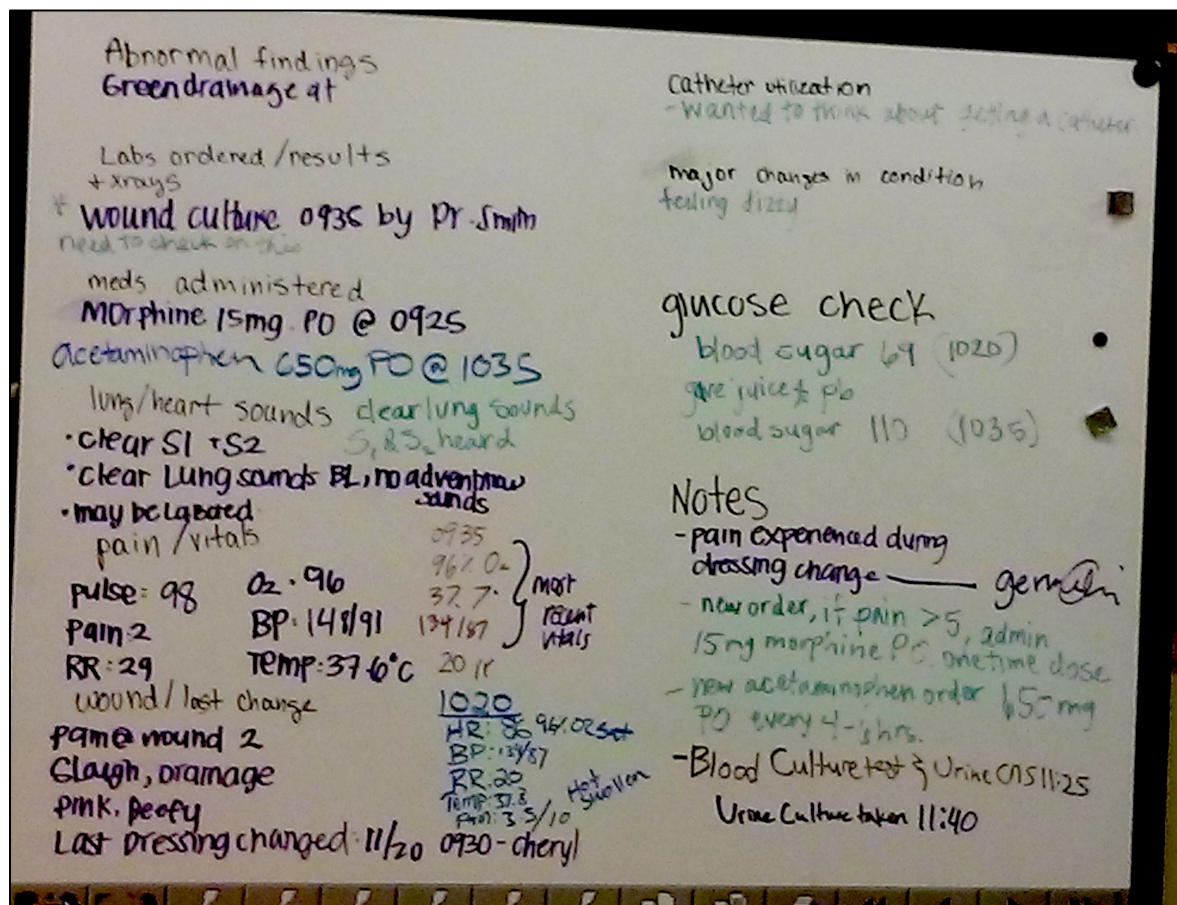 Abnormal findings
Green drainage at
Labs ordered/results
+ xrays
+ wound culture 0935 by Dr. Smith
need to check on this
meds administered
Morphine 15mg PO @ 0925
acetaminophen 650mg PO @ 1035
lung/heart sounds clear lung sounds
• clear S1 + S2 S1 & S2 heard
• clear Lung sounds BL, no adventitious sounds
• may be Labored
pain/vitals
pulse: 98 O2 • 96
Pain: 2 BP: 148/91
RR: 29 Temp: 37.6°C
0935
96% O2
37.7°
134/87
20 rr
most recent vitals
wound/last change
pain @ wound 2
Slough, Drainage
pink, beefy
Last Dressing changed: 11/20 0930 - cheryl
1020
HR: 86 96% O2 sat
BP: 134/87
RR: 20
Temp: 37.8
Pain: 3.5/10
Hot
swollen
Catheter utilization
- Wanted to think about getting a catheter
major changes in condition
feeling dizzy
glucose check
blood sugar 69 (1020)
gave juice & pb
blood sugar 110 (1035)
Notes
- pain experienced during
dressing change
- new order, if pain >5, admin
15mg morphine PO one time dose
- new acetaminophen order 650mg
PO every 4- hrs.
- Blood Culture test & Urine C/S 11:25
Urine Culture taken 11:40